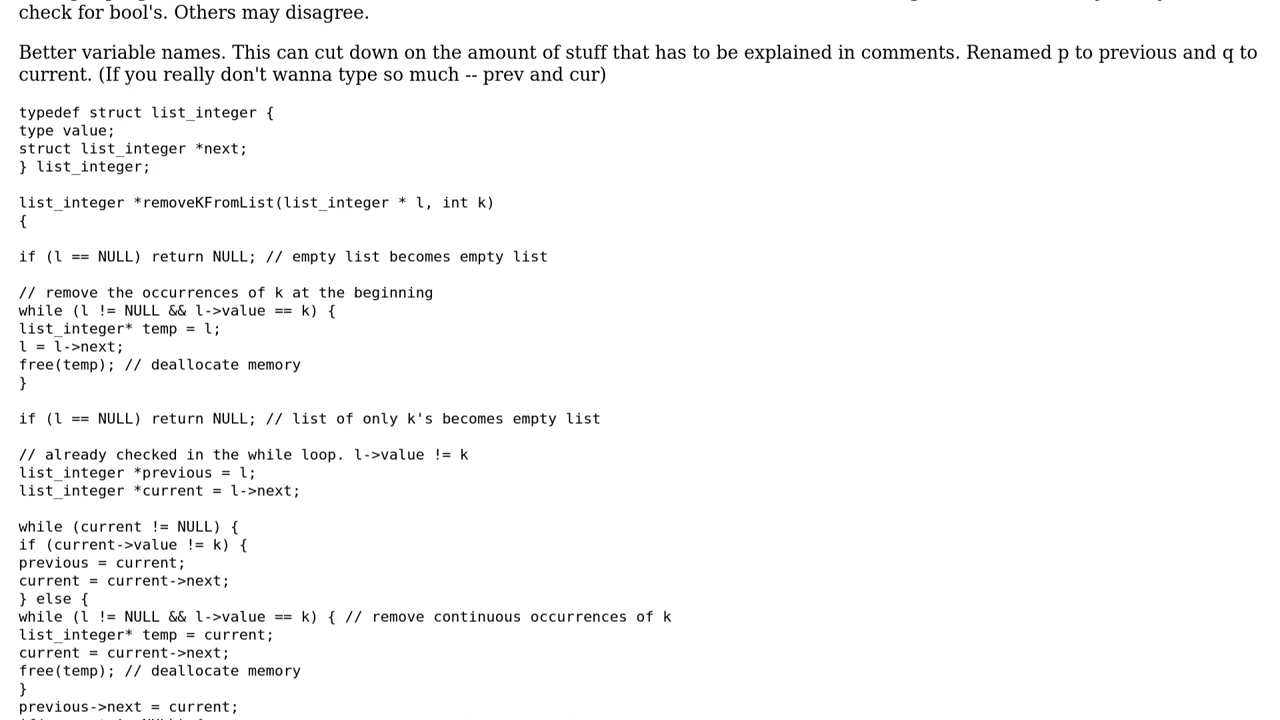 check for bool's. Others may disagree.
Better variable names. This can cut down on the amount of stuff that has to be explained in comments. Renamed p to previous and q to
current. (If you really don't wanna type so much -- prev and cur)
typedef struct list_integer {
type value;
struct list_integer *next;
} list_integer;
list_integer *removeKFromList(list_integer * l, int k)
{
if (l == NULL) return NULL; // empty list becomes empty list
// remove the occurrences of k at the beginning
while (l != NULL && l->value == k) {
list_integer* temp = l;
l = l->next;
free(temp); // deallocate memory
}
if (l == NULL) return NULL; // list of only k's becomes empty list
// already checked in the while loop. l->value != k
list_integer *previous = l;
list_integer *current = l->next;
while (current != NULL) {
if (current->value != k) {
previous = current;
current = current->next;
} else {
while (l != NULL && l->value == k) { // remove continuous occurrences of k
list_integer* temp = current;
current = current->next;
free(temp); // deallocate memory
}
previous->next = current;